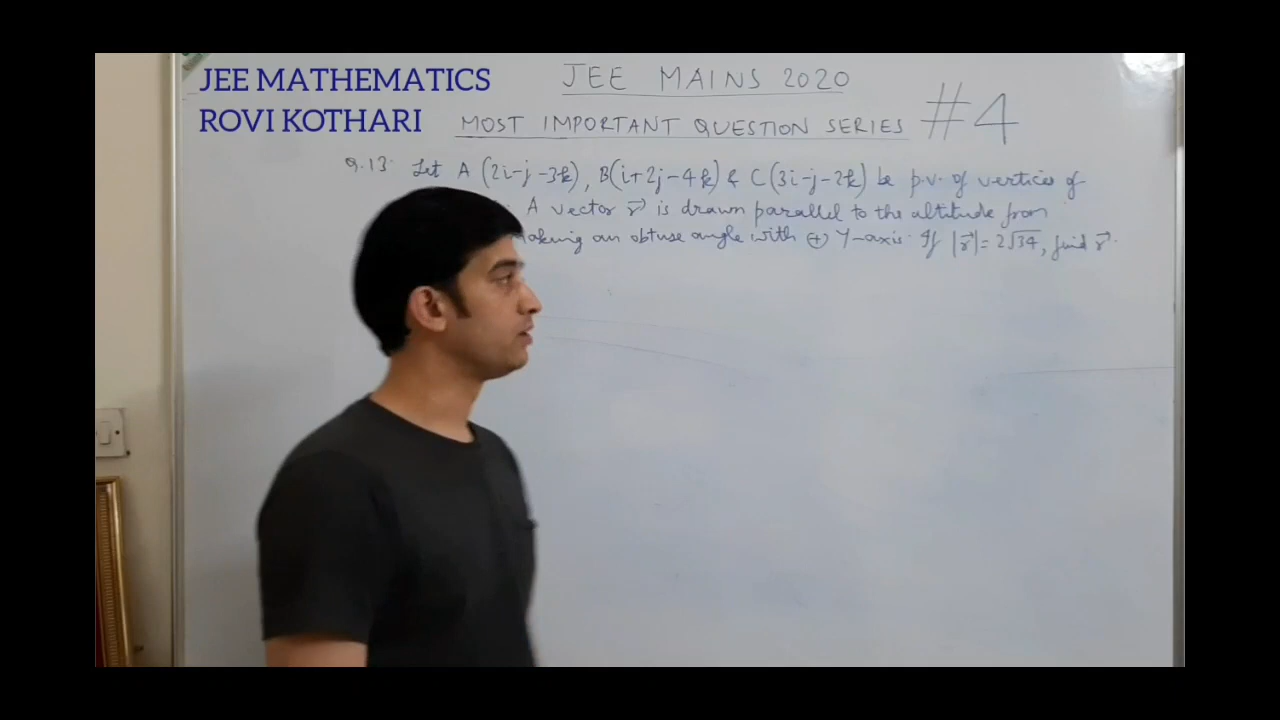 JEE MATHEMATICS
ROVI KOTHARI
JEE MAINS 2020
MOST IMPORTANT QUESTION SERIES #4
Q.13: Let A (2i-j-3k), B(i+2j-4k) & C(3i-j-2k) be p.v. of vertices of
A vector r⃗ is drawn parallel to the altitude from
making an obtuse angle with (+) Y-axis. If |r⃗|= 2√34, find r⃗.